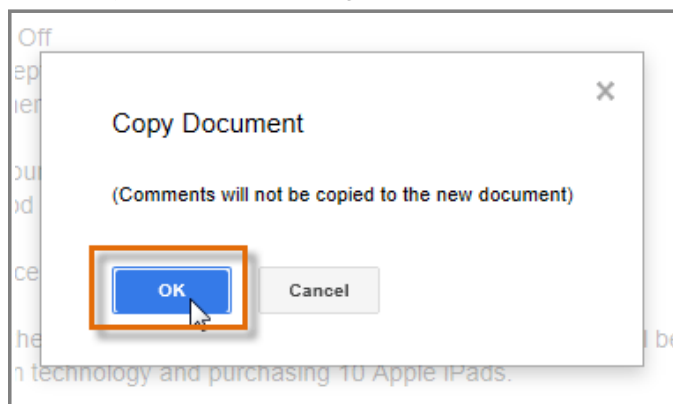 Off
Copy Document
(Comments will not be copied to the new document)
OK Cancel
technology and purchasing 10 Apple iPads.